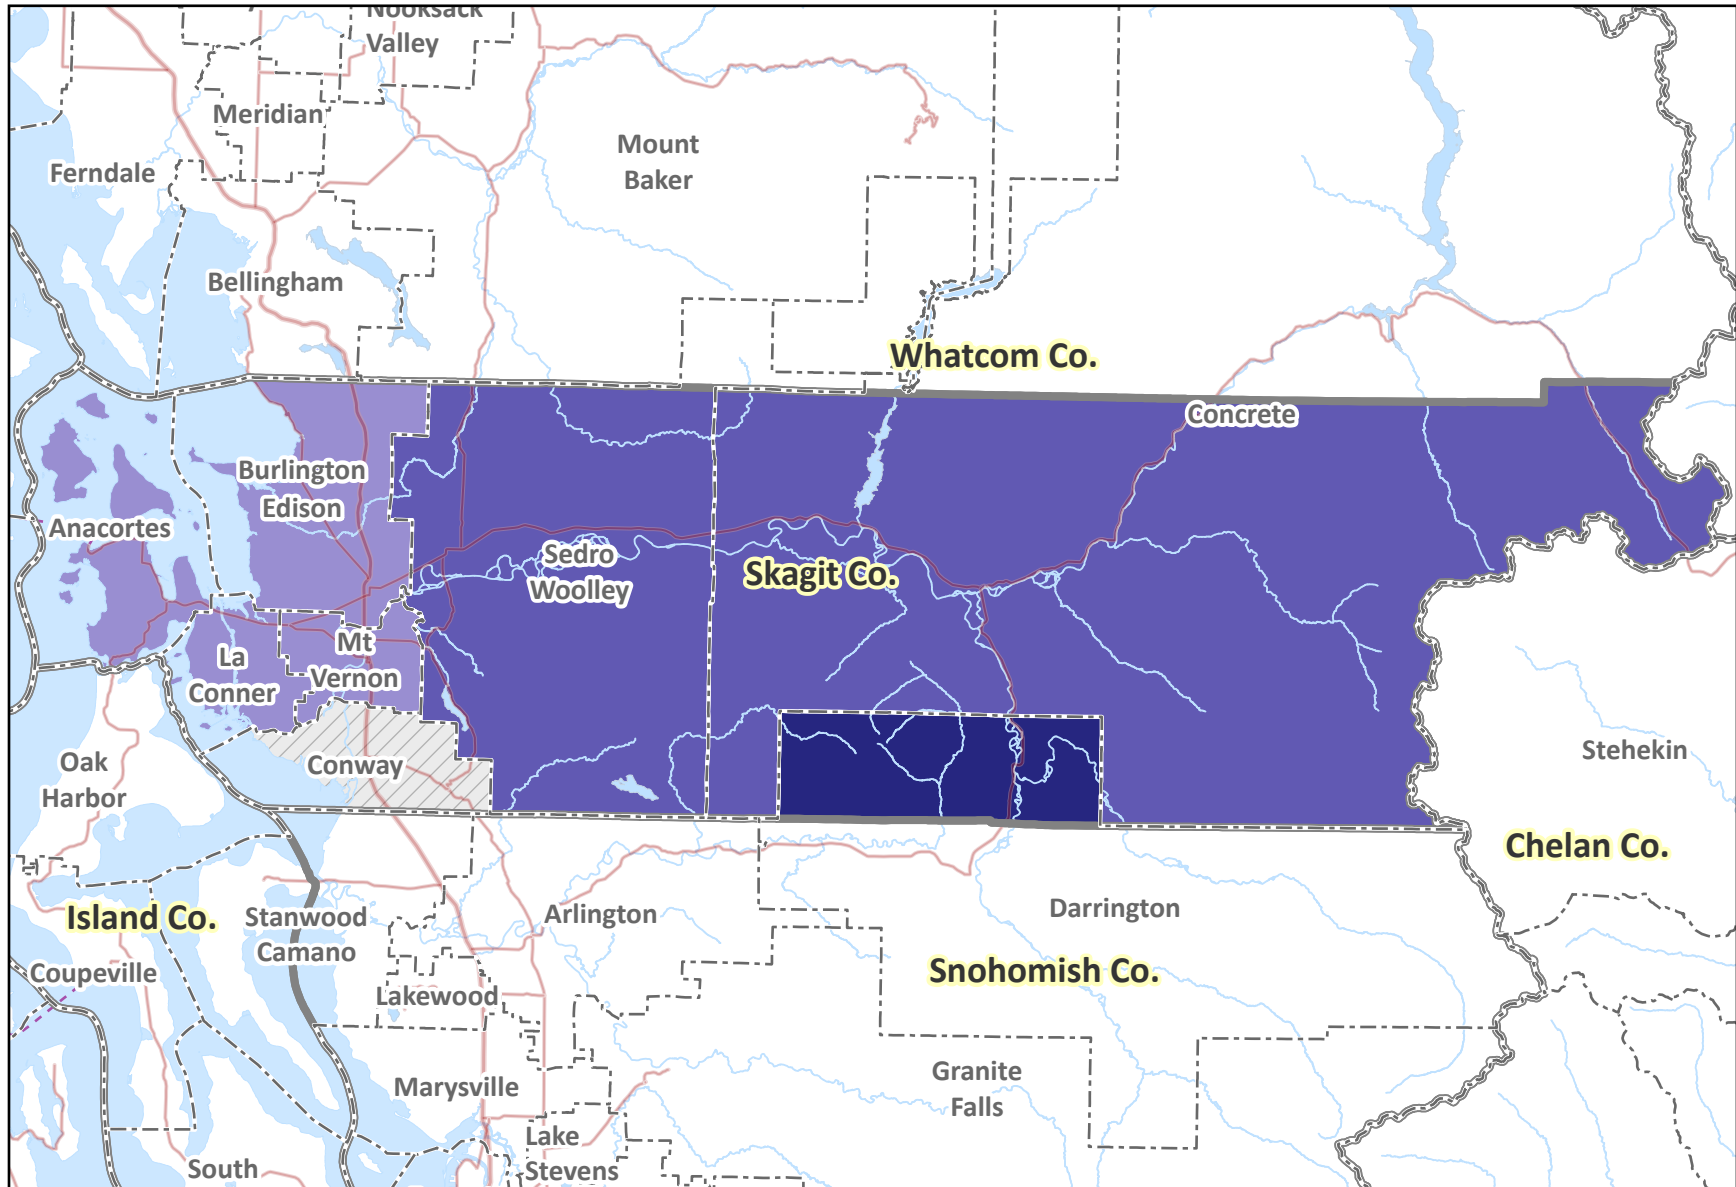 Nooksack
Valley
Meridian
Mount
Baker
Ferndale
Bellingham
Whatcom Co.
Concrete
Burlington
Edison
Anacortes
Sedro
Woolley
Skagit Co.
Mt
Vernon
La
Conner
Conway
Oak
Harbor
Stehekin
Chelan Co.
Island Co.
Stanwood
Camano
Arlington
Darrington
Snohomish Co.
Coupeville
Lakewood
Marysville
Granite
Falls
Lake
Stevens
South